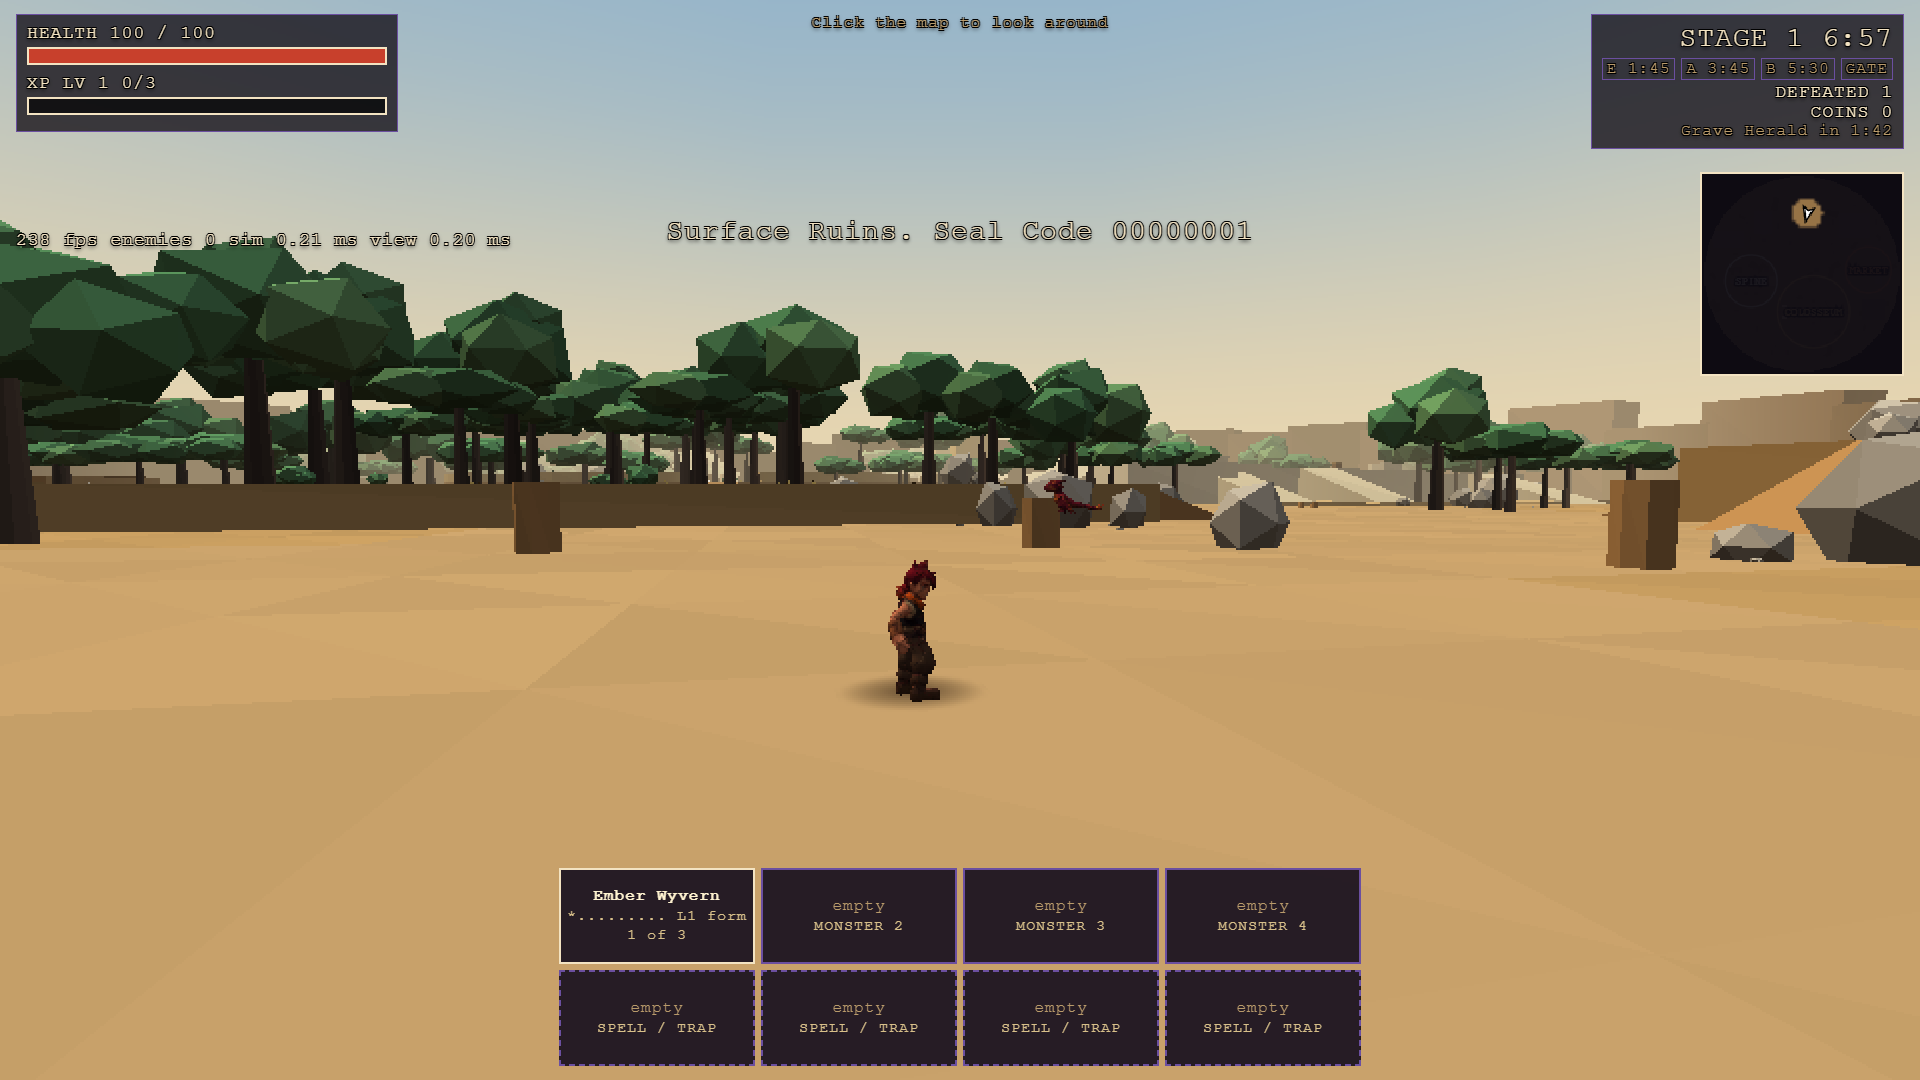 HEALTH 100 / 100
XP LV 1 0/3
Click the map to look around
STAGE 1 6:57
E 1:45 A 3:45 B 5:30 GATE
DEFEATED 1
COINS 0
Grave Herald in 1:42
238 fps enemies 0 sim 0.21 ms view 0.20 ms
Surface Ruins. Seal Code 00000001
Ember Wyvern
*......... L1 form
1 of 3
empty
MONSTER 2
empty
MONSTER 3
empty
MONSTER 4
empty
SPELL / TRAP
empty
SPELL / TRAP
empty
SPELL / TRAP
empty
SPELL / TRAP